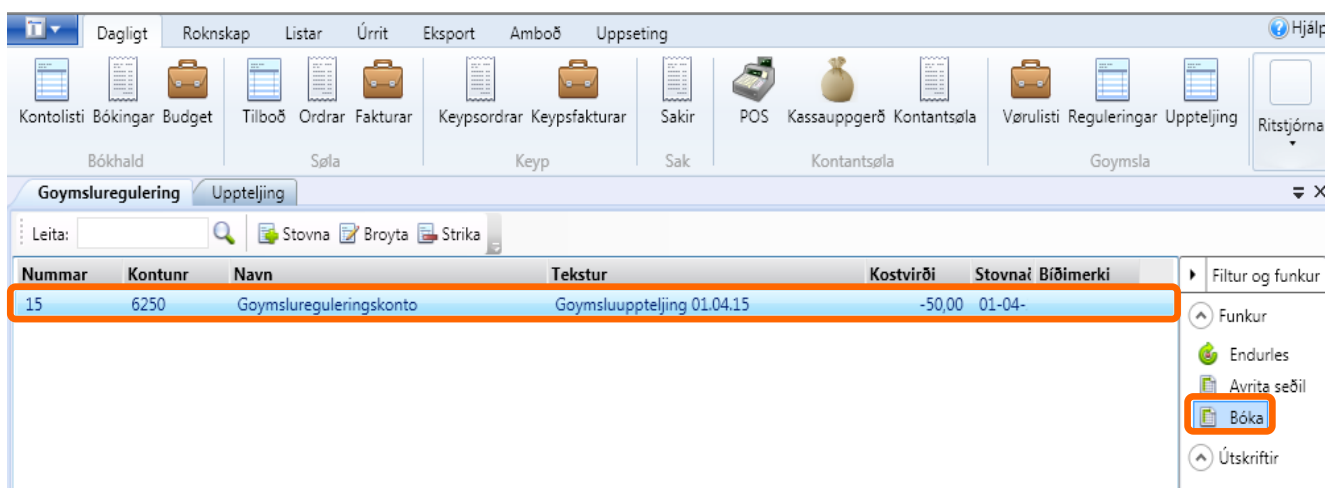 Dagligt Roknskap Listar Úrrit Eksport Amboð Uppseting Hjálp
Kontolisti Bókingar Budget Tilboð Ordrar Fakturar Keypsordrar Keypsfakturar Sakir POS Kassauppgerð Kontantsøla Vørulisti Reguleringar Uppteljing Ritstjórna
Bókhald Søla Keyp Sak Kontantsøla Goymsla
Goymsluregulering Uppteljing
Leita: Stovna Broyta Strika
Nummar Kontunr Navn Tekstur Kostvirði Stovnað Bíðimerki Filtur og funkur
15 6250 Goymslureguleringskonto Goymsluuppteljing 01.04.15 -50,00 01-04-
Funkur
Endurles
Avrita seðil
Bóka
Útskriftir